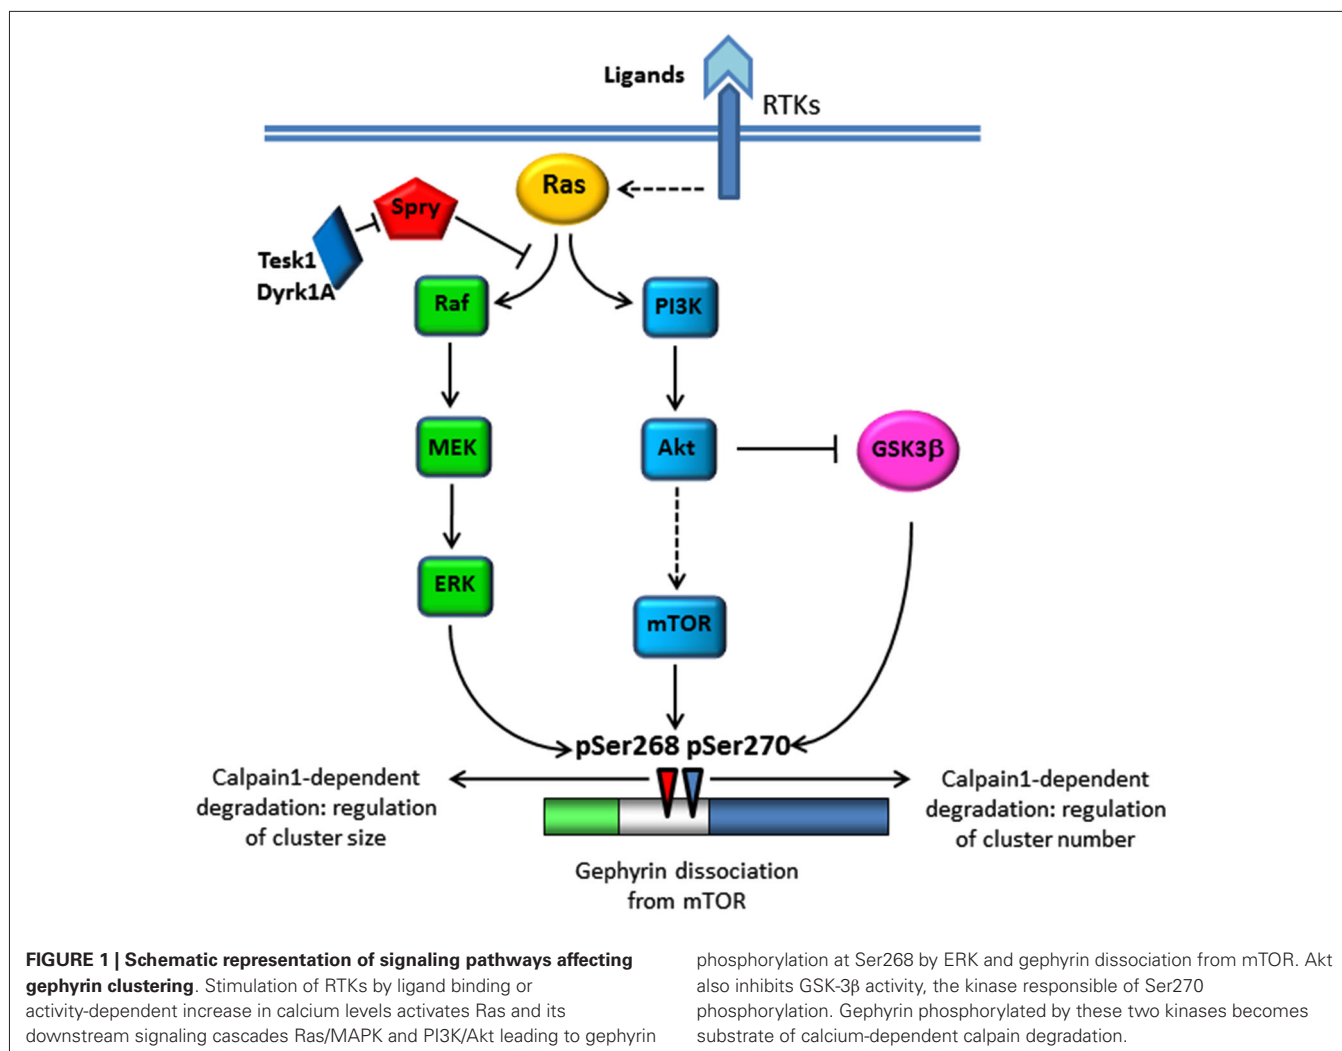 Ligands
RTKs
Ras
Spry
Tesk1
Dyrk1A
Raf
PI3K
MEK
Akt
GSK3β
ERK
mTOR
pSer268 pSer270
Calpain1-dependent
degradation: regulation
of cluster size
Calpain1-dependent
degradation: regulation
of cluster number
Gephyrin dissociation
from mTOR
FIGURE 1 | Schematic representation of signaling pathways affecting
gephyrin clustering. Stimulation of RTKs by ligand binding or
activity-dependent increase in calcium levels activates Ras and its
downstream signaling cascades Ras/MAPK and PI3K/Akt leading to gephyrin
phosphorylation at Ser268 by ERK and gephyrin dissociation from mTOR. Akt
also inhibits GSK-3β activity, the kinase responsible of Ser270
phosphorylation. Gephyrin phosphorylated by these two kinases becomes
substrate of calcium-dependent calpain degradation.